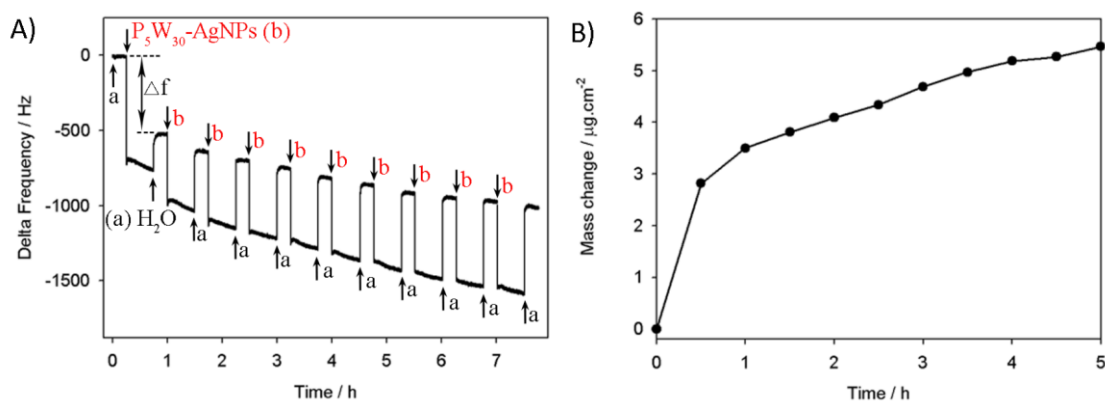 A)
P₅W₃₀-AgNPs (b)
0
-500
-1000
-1500
Delta Frequency / Hz
a
△f
b b b b b b b b b b
(a) H₂O
a a a a a a a a a
0 1 2 3 4 5 6 7
Time / h
B)
6
5
4
3
2
1
0
Mass change / µg.cm⁻²
0 1 2 3 4 5
Time / h